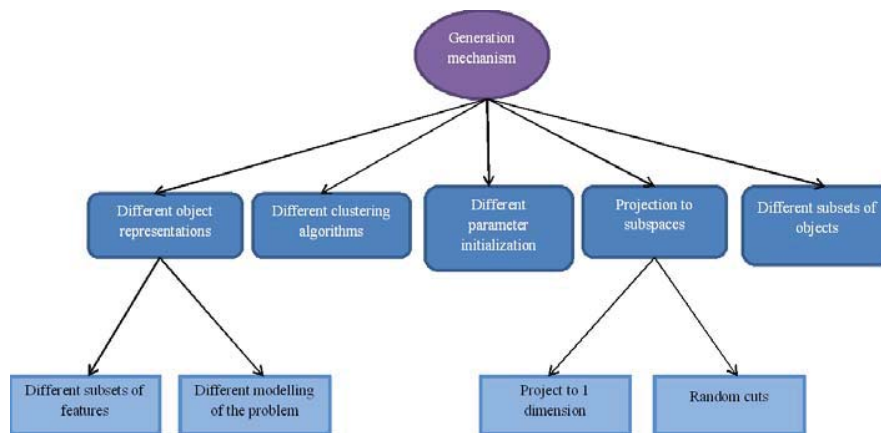 Generation
mechanism
Different object
representations
Different clustering
algorithms
Different
parameter
initialization
Projection to
subspaces
Different subsets of
objects
Different subsets of
features
Different modelling
of the problem
Project to 1
dimension
Random cuts